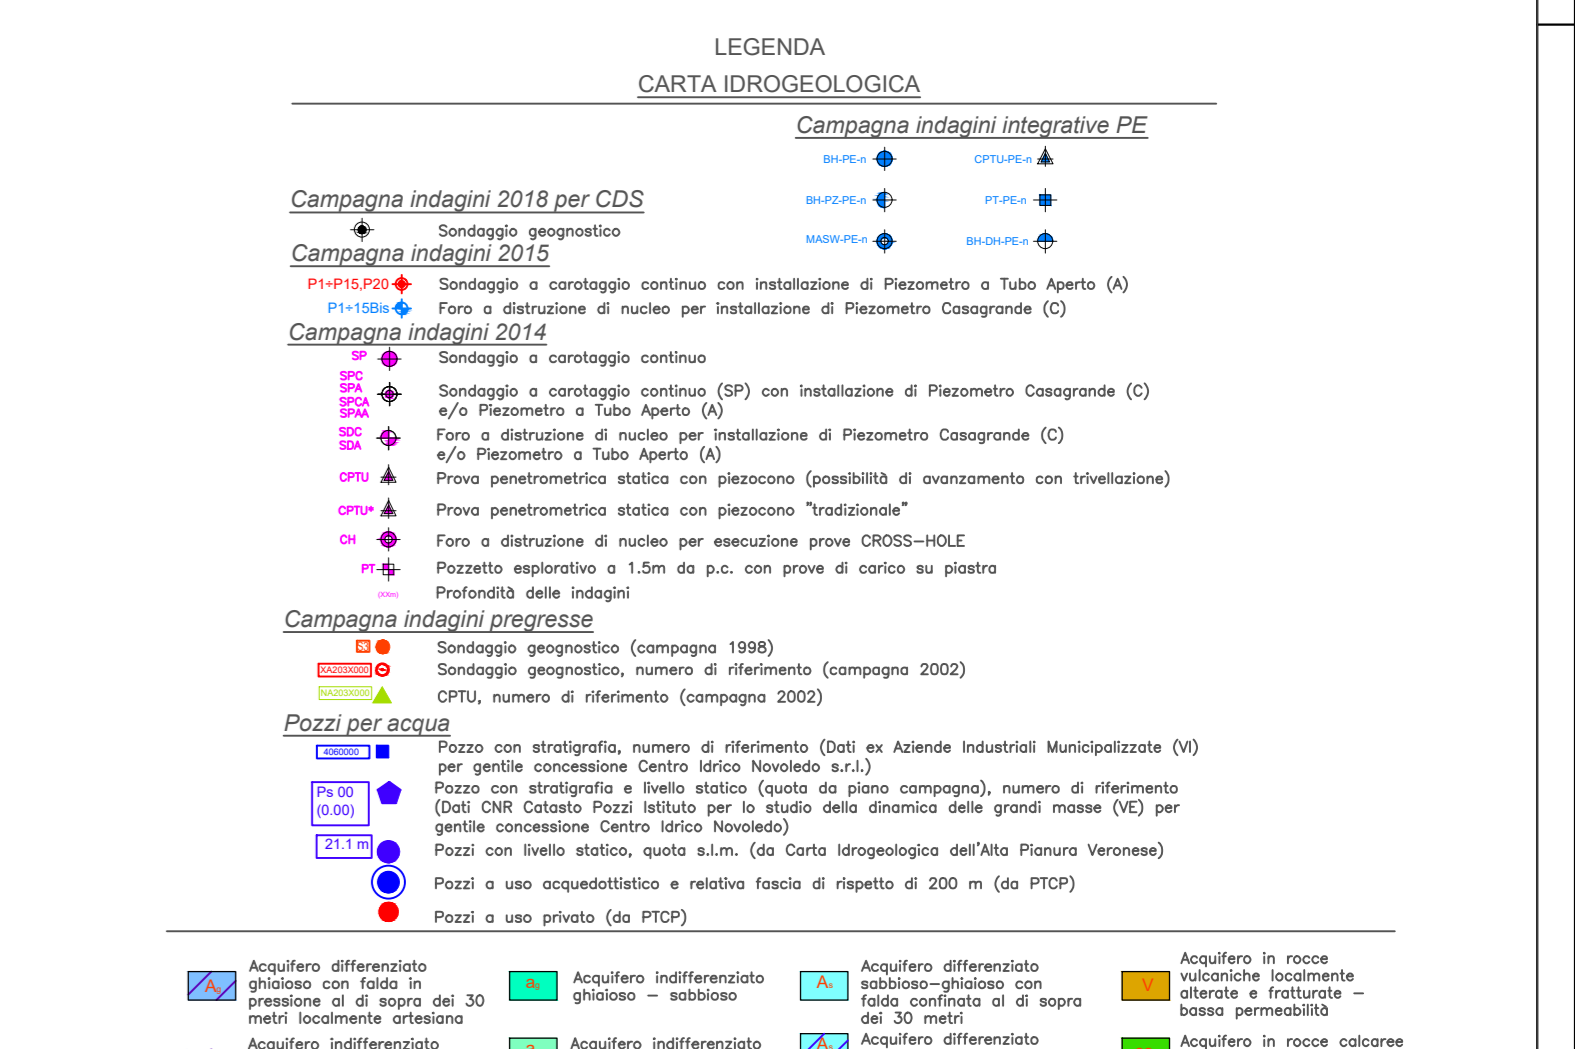 LEGENDA
CARTA IDROGEOLOGICA
Campagna indagini integrative PE
BH-PE-n
CPTU-PE-n
BH-PZ-PE-n
PT-PE-n
MASW-PE-n
BH-DH-PE-n
Campagna indagini 2018 per CDS
Sondaggio geognostico
Campagna indagini 2015
P1÷P15,P20
Sondaggio a carotaggio continuo con installazione di Piezometro a Tubo Aperto (A)
P1÷15Bis
Foro a distruzione di nucleo per installazione di Piezometro Casagrande (C)
Campagna indagini 2014
SP
Sondaggio a carotaggio continuo
SPC
SPA
SPCA
SPAA
Sondaggio a carotaggio continuo (SP) con installazione di Piezometro Casagrande (C)
e/o Piezometro a Tubo Aperto (A)
SDC
SDA
Foro a distruzione di nucleo per installazione di Piezometro Casagrande (C)
e/o Piezometro a Tubo Aperto (A)
CPTU
Prova penetrometrica statica con piezocono (possibilità di avanzamento con trivellazione)
CPTU*
Prova penetrometrica statica con piezocono "tradizionale"
CH
Foro a distruzione di nucleo per esecuzione prove CROSS-HOLE
PT
Pozzetto esplorativo a 1.5m da p.c. con prove di carico su piastra
(XXm)
Profondità delle indagini
Campagna indagini pregresse
Sondaggio geognostico (campagna 1998)
XA203X000
Sondaggio geognostico, numero di riferimento (campagna 2002)
NA203X000
CPTU, numero di riferimento (campagna 2002)
Pozzi per acqua
4060000
Pozzo con stratigrafia, numero di riferimento (Dati ex Aziende Industriali Municipalizzate (VI)
per gentile concessione Centro Idrico Novoledo s.r.l.)
Ps 00
(0.00)
Pozzo con stratigrafia e livello statico (quota da piano campagna), numero di riferimento
(Dati CNR Catasto Pozzi Istituto per lo studio della dinamica delle grandi masse (VE) per
gentile concessione Centro Idrico Novoledo)
21.1 m
Pozzi con livello statico, quota s.l.m. (da Carta Idrogeologica dell'Alta Pianura Veronese)
Pozzi a uso acquedottistico e relativa fascia di rispetto di 200 m (da PTCP)
Pozzi a uso privato (da PTCP)
Ag
Acquifero differenziato
ghiaioso con falda in
pressione al di sopra dei 30
metri localmente artesiana
ag
Acquifero indifferenziato
ghiaioso – sabbioso
As
Acquifero differenziato
sabbioso-ghiaioso con
falda confinata al di sopra
dei 30 metri
V
Acquifero in rocce
vulcaniche localmente
alterate e fratturate –
bassa permeabilità
Acquifero indifferenziato
a
Acquifero indifferenziato
As
Acquifero differenziato
Acquifero in rocce calcaree